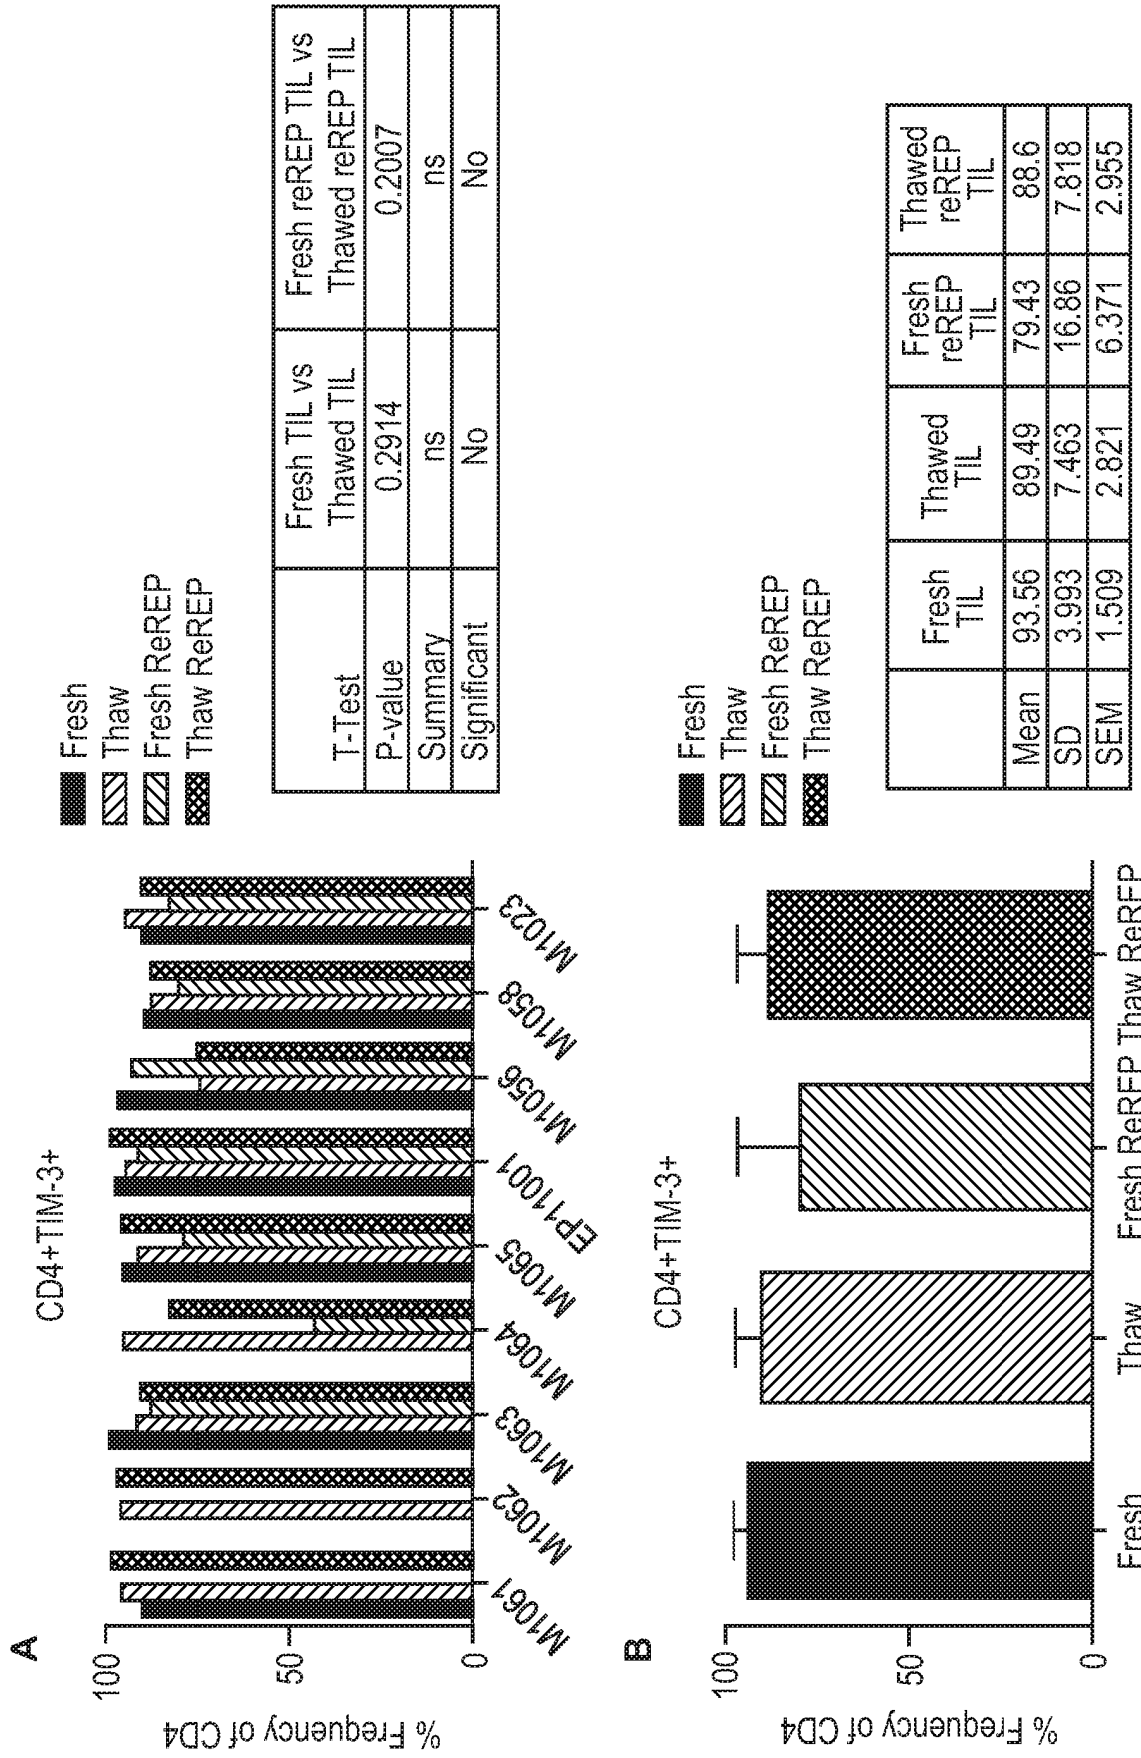 A
CD4+TIM-3+
% Frequency of CD4
100
50
0
M1061
M1062
M1063
M1064
M1065
EP11001
M1056
M1058
M1023
Fresh
Thaw
Fresh ReREP
Thaw ReREP
T-Test
Fresh TIL vs
Thawed TIL
Fresh reREP TIL vs
Thawed reREP TIL
P-value 0.2914 0.2007
Summary ns ns
Significant No No
B
CD4+TIM-3+
% Frequency of CD4
100
50
0
Fresh Thaw Fresh ReREP Thaw ReREP
Fresh
Thaw
Fresh ReREP
Thaw ReREP
Fresh
TIL
Thawed
TIL
Fresh
reREP
TIL
Thawed
reREP
TIL
Mean 93.56 89.49 79.43 88.6
SD 3.993 7.463 16.86 7.818
SEM 1.509 2.821 6.371 2.955